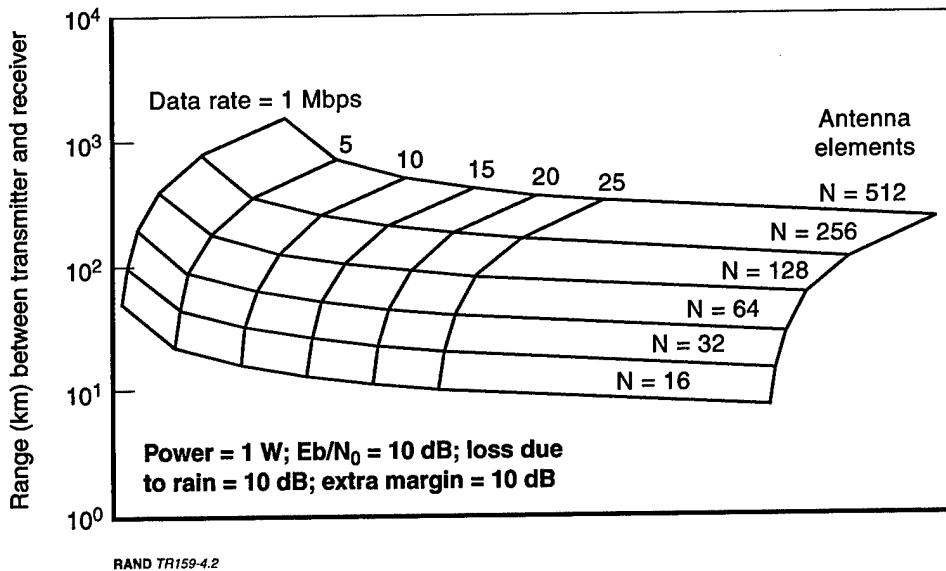 Range (km) between transmitter and receiver
10⁴
10³
10²
10¹
10⁰
Data rate = 1 Mbps
5
10
15
20
25
Antenna
elements
N = 512
N = 256
N = 128
N = 64
N = 32
N = 16
Power = 1 W; Eb/N₀ = 10 dB; loss due
to rain = 10 dB; extra margin = 10 dB
RAND TR159-4.2